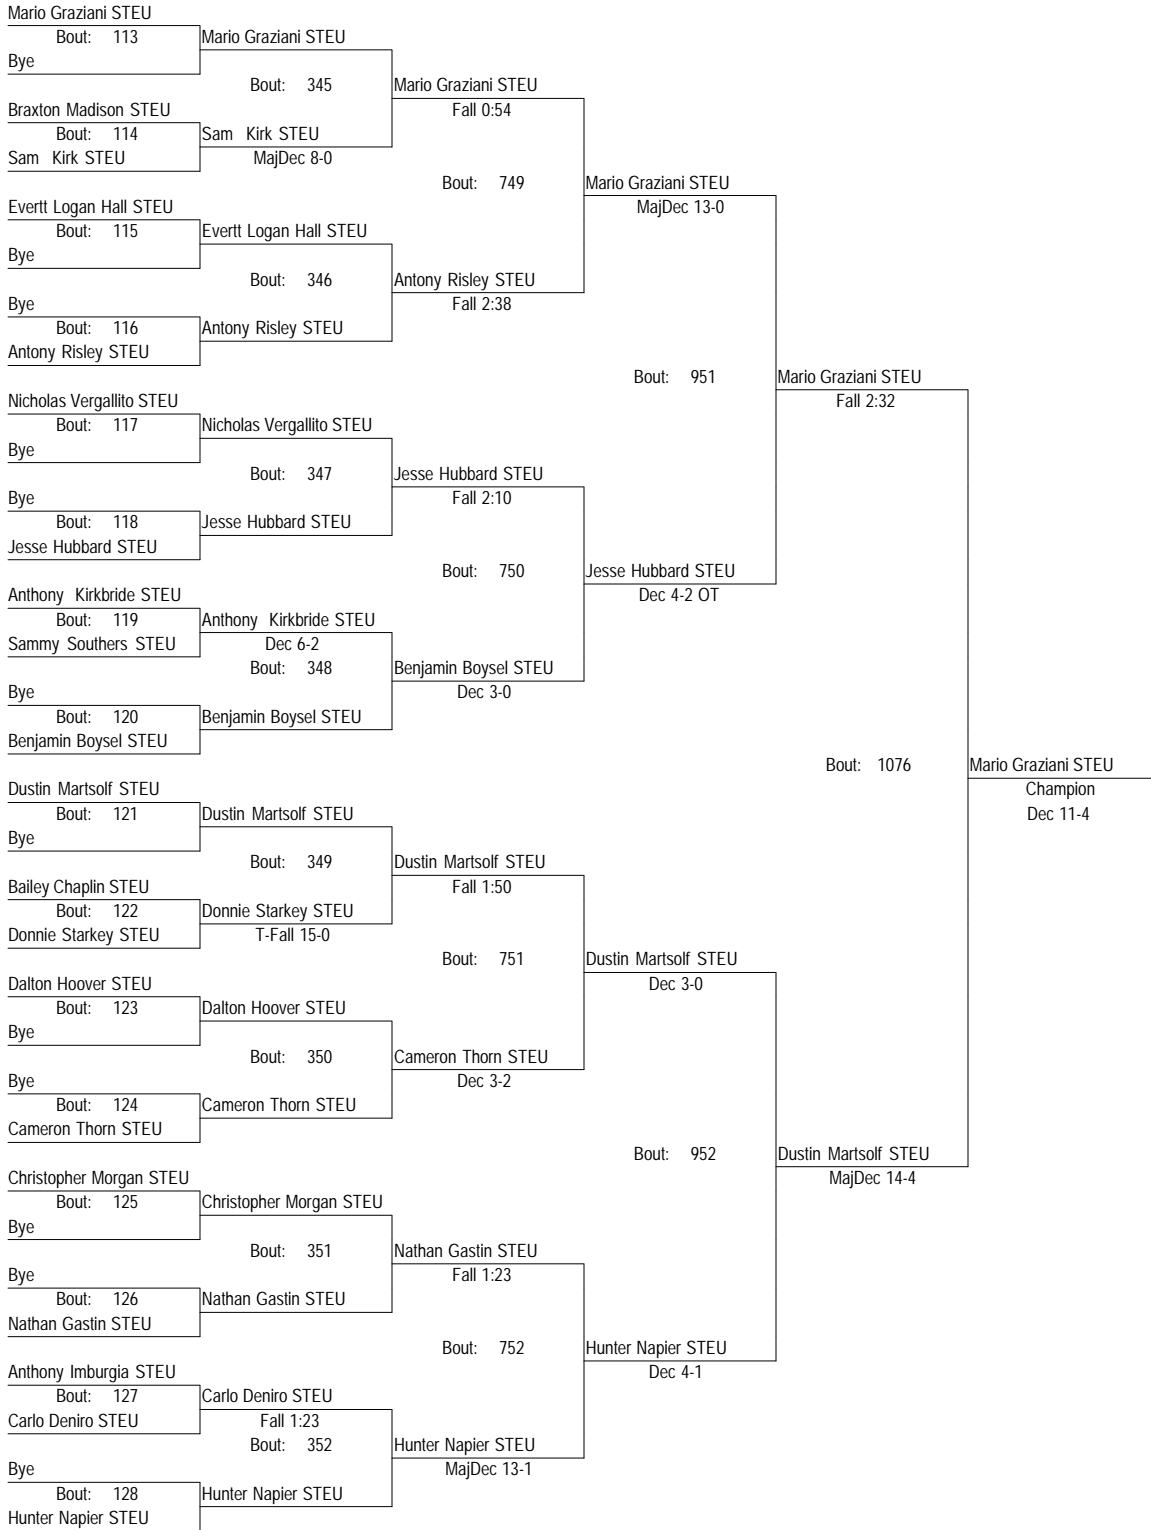 Mario Graziani STEU
Bout: 113
Mario Graziani STEU
Bye
Bout: 345
Mario Graziani STEU
Fall 0:54
Braxton Madison STEU
Bout: 114
Sam Kirk STEU
Sam Kirk STEU
MajDec 8-0
Bout: 749
Mario Graziani STEU
MajDec 13-0
Evertt Logan Hall STEU
Bout: 115
Evertt Logan Hall STEU
Bye
Bout: 346
Antony Risley STEU
Fall 2:38
Bye
Bout: 116
Antony Risley STEU
Antony Risley STEU
Bout: 951
Mario Graziani STEU
Fall 2:32
Nicholas Vergallito STEU
Bout: 117
Nicholas Vergallito STEU
Bye
Bout: 347
Jesse Hubbard STEU
Fall 2:10
Bye
Bout: 118
Jesse Hubbard STEU
Jesse Hubbard STEU
Bout: 750
Jesse Hubbard STEU
Dec 4-2 OT
Anthony Kirkbride STEU
Bout: 119
Anthony Kirkbride STEU
Sammy Southers STEU
Dec 6-2
Bout: 348
Benjamin Boysel STEU
Dec 3-0
Bye
Bout: 120
Benjamin Boysel STEU
Benjamin Boysel STEU
Bout: 1076
Mario Graziani STEU
Champion
Dec 11-4
Dustin Martsolf STEU
Bout: 121
Dustin Martsolf STEU
Bye
Bout: 349
Dustin Martsolf STEU
Fall 1:50
Bailey Chaplin STEU
Bout: 122
Donnie Starkey STEU
Donnie Starkey STEU
T-Fall 15-0
Bout: 751
Dustin Martsolf STEU
Dec 3-0
Dalton Hoover STEU
Bout: 123
Dalton Hoover STEU
Bye
Bout: 350
Cameron Thorn STEU
Dec 3-2
Bye
Bout: 124
Cameron Thorn STEU
Cameron Thorn STEU
Bout: 952
Dustin Martsolf STEU
MajDec 14-4
Christopher Morgan STEU
Bout: 125
Christopher Morgan STEU
Bye
Bout: 351
Nathan Gastin STEU
Fall 1:23
Bye
Bout: 126
Nathan Gastin STEU
Nathan Gastin STEU
Bout: 752
Hunter Napier STEU
Dec 4-1
Anthony Imburgia STEU
Bout: 127
Carlo Deniro STEU
Carlo Deniro STEU
Fall 1:23
Bout: 352
Hunter Napier STEU
MajDec 13-1
Bye
Bout: 128
Hunter Napier STEU
Hunter Napier STEU